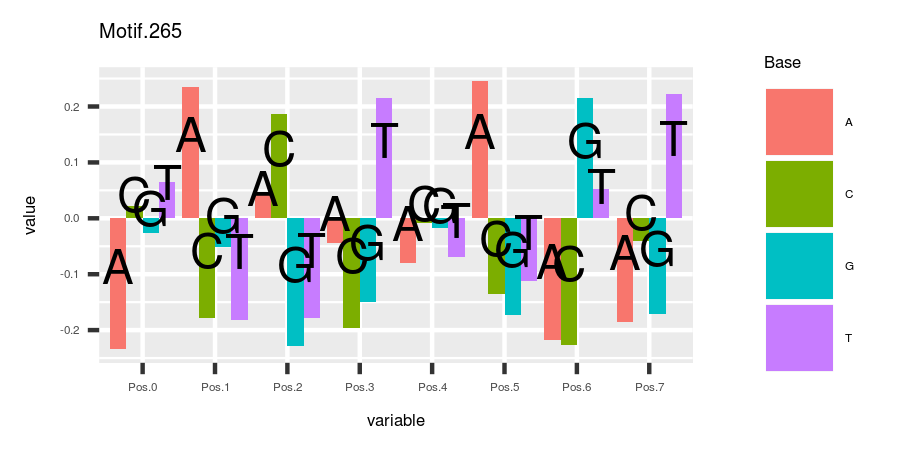 Motif.265
value
0.2
0.1
0.0
-0.1
-0.2
A C G T
A C G T
A C G T
A C G T
A C G T
A C G T
A C G T
A C G T
Pos.0 Pos.1 Pos.2 Pos.3 Pos.4 Pos.5 Pos.6 Pos.7
variable
Base
A
C
G
T